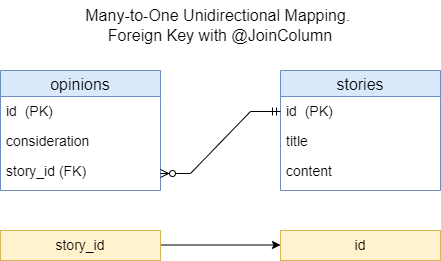 Many-to-One Unidirectional Mapping.
Foreign Key with @JoinColumn
opinions
id (PK)
consideration
story_id (FK)
stories
id (PK)
title
content
story_id
id